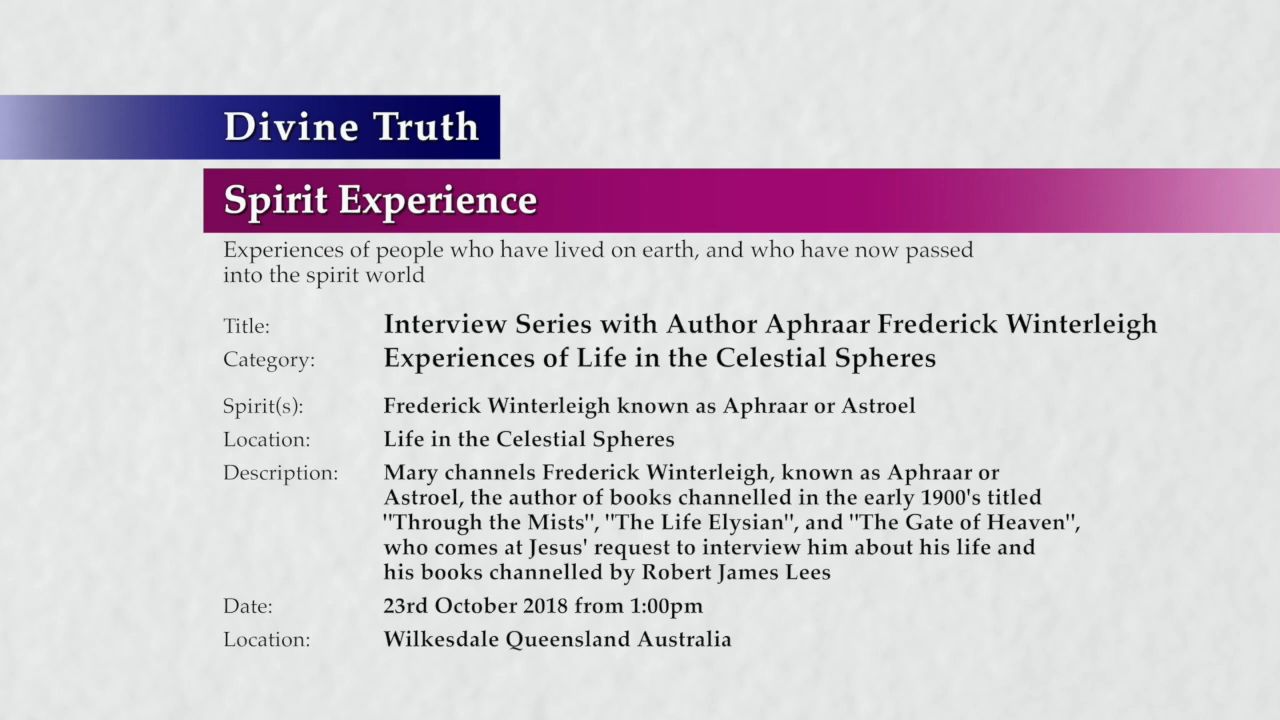 Divine Truth
Spirit Experience
Experiences of people who have lived on earth, and who have now passed
into the spirit world
Title: Interview Series with Author Aphraar Frederick Winterleigh
Category: Experiences of Life in the Celestial Spheres
Spirit(s): Frederick Winterleigh known as Aphraar or Astroel
Location: Life in the Celestial Spheres
Description: Mary channels Frederick Winterleigh, known as Aphraar or
Astroel, the author of books channelled in the early 1900's titled
"Through the Mists", "The Life Elysian", and "The Gate of Heaven",
who comes at Jesus' request to interview him about his life and
his books channelled by Robert James Lees
Date: 23rd October 2018 from 1:00pm
Location: Wilkesdale Queensland Australia